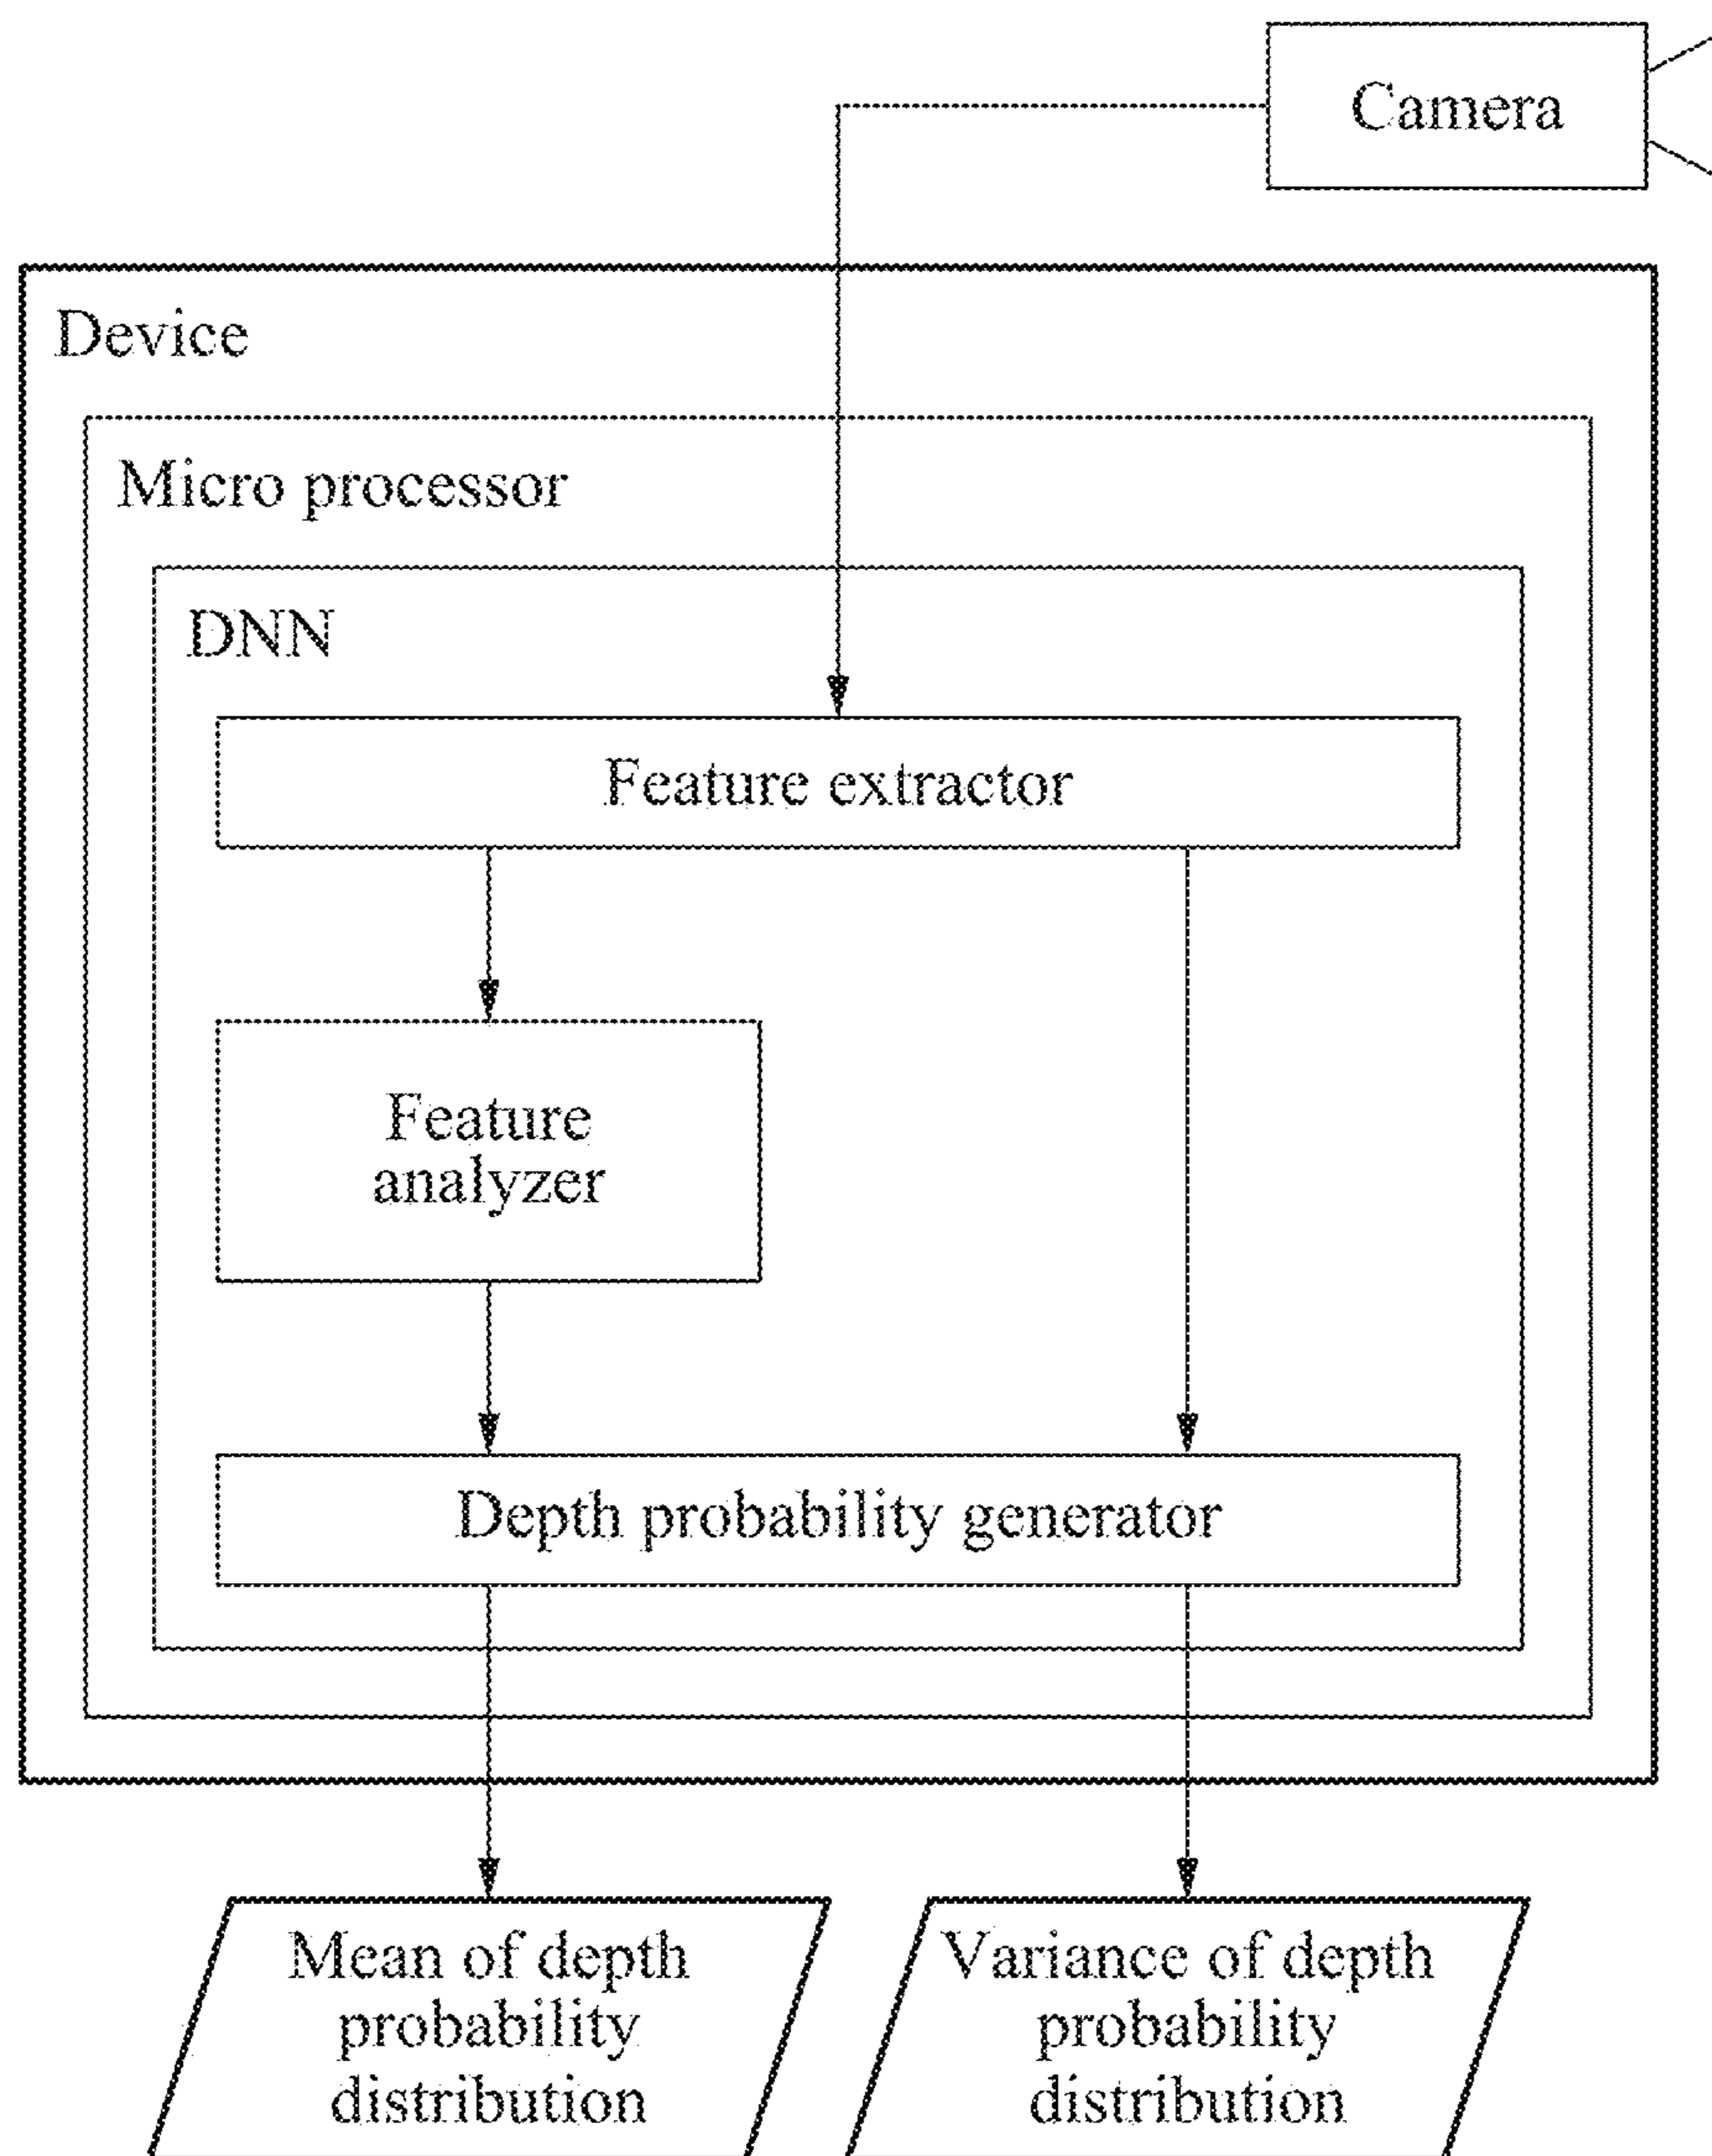 Camera
Device
Micro processor
DNN
Feature extractor
Feature
analyzer
Depth probability generator
Mean of depth
probability
distribution
Variance of depth
probability
distribution